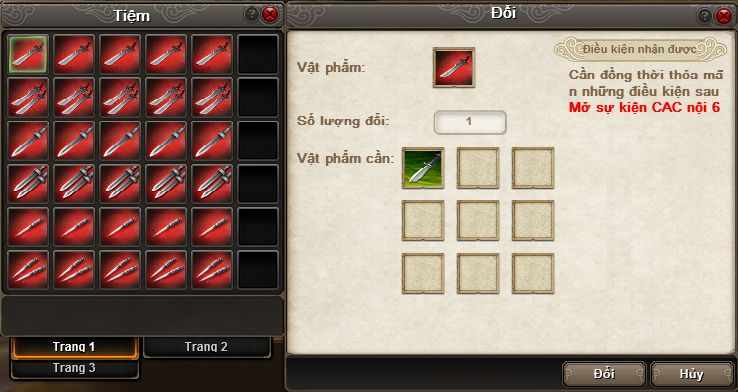 Tiệm
Đổi
Vật phẩm:
Điều kiện nhận được
Cần đồng thời thỏa mã
n những điều kiện sau
Mở sự kiện CAC nội 6
Số lượng đổi:
1
Vật phẩm cần:
Trang 1
Trang 2
Trang 3
Đổi
Hủy